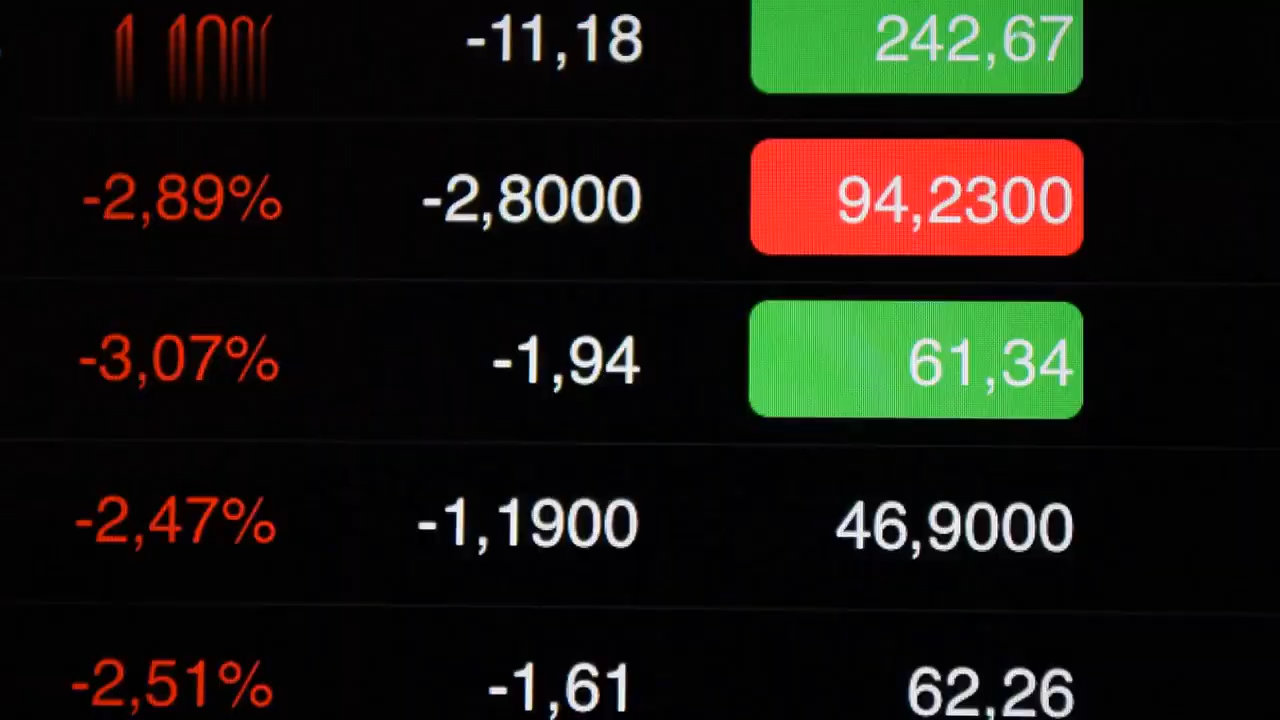 -11,18 242,67
-2,89% -2,8000 94,2300
-3,07% -1,94 61,34
-2,47% -1,1900 46,9000
-2,51% -1,61 62,26